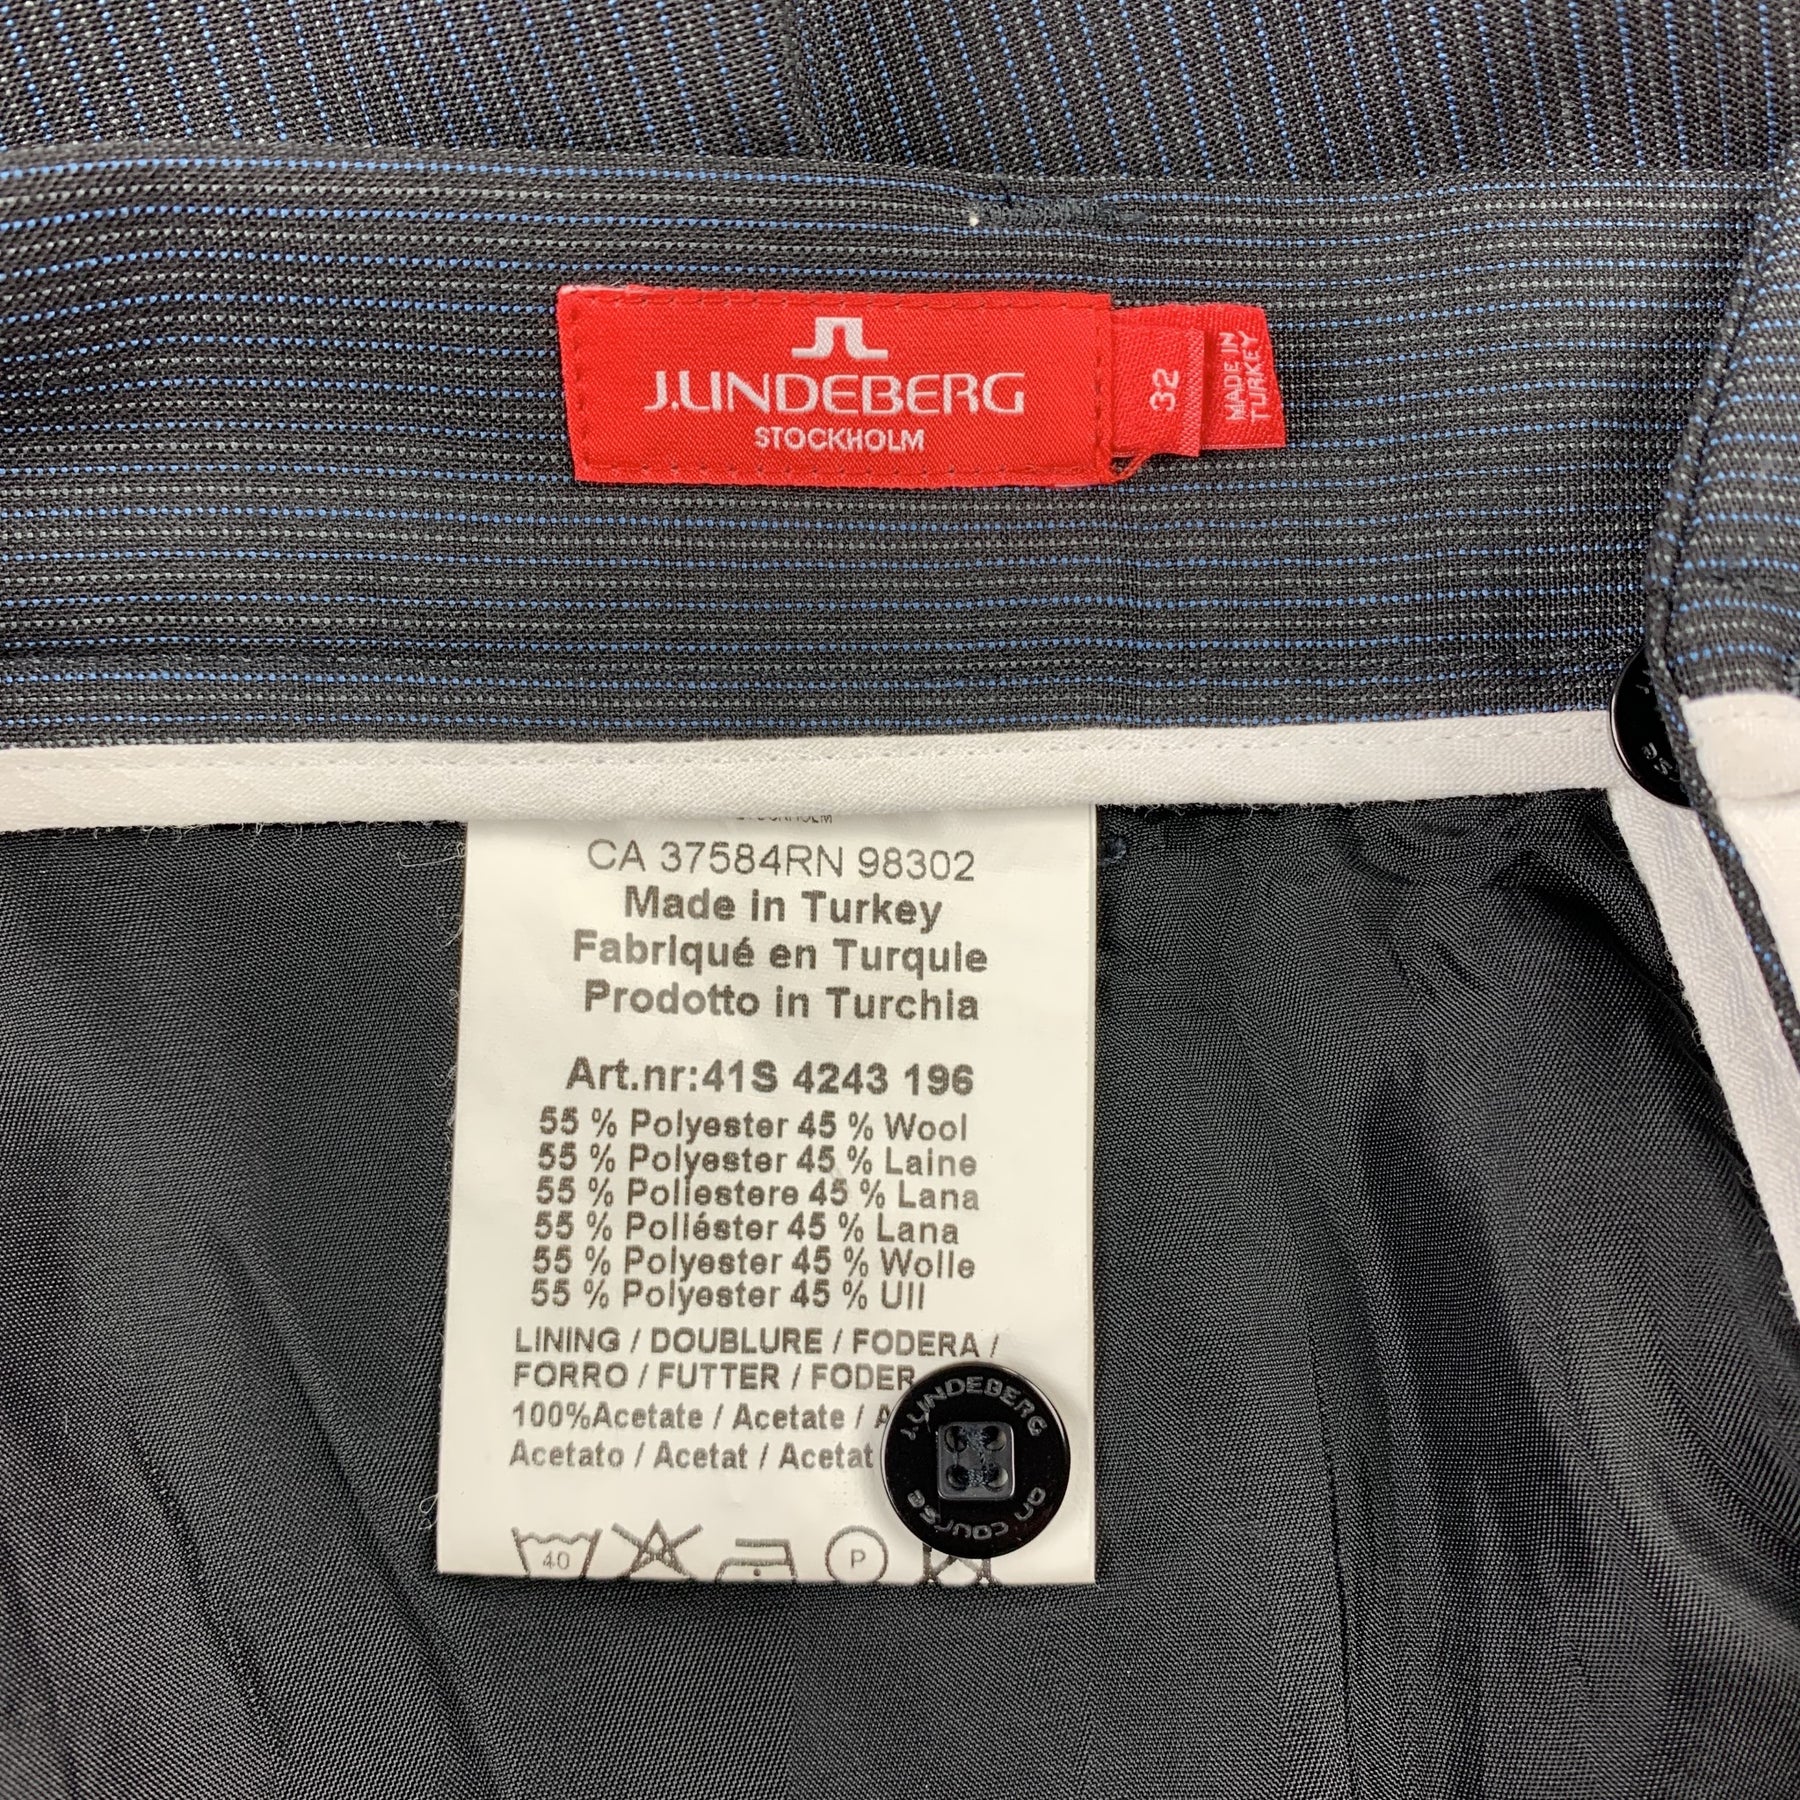 J.LINDEBERG
STOCKHOLM
32
MADE IN
TURKEY
CA 37584RN 98302
Made in Turkey
Fabriqué en Turquie
Prodotto in Turchia
Art.nr:41S 4243 196
55 % Polyester 45 % Wool
55 % Polyester 45 % Laine
55 % Poliestere 45 % Lana
55 % Poliéster 45 % Lana
55 % Polyester 45 % Wolle
55 % Polyester 45 % Ull
LINING / DOUBLURE / FODERA /
FORRO / FUTTER / FODER
100%Acetate / Acetate / A
Acetato / Acetat / Acetat
J.LINDEBERG
on course
40
P